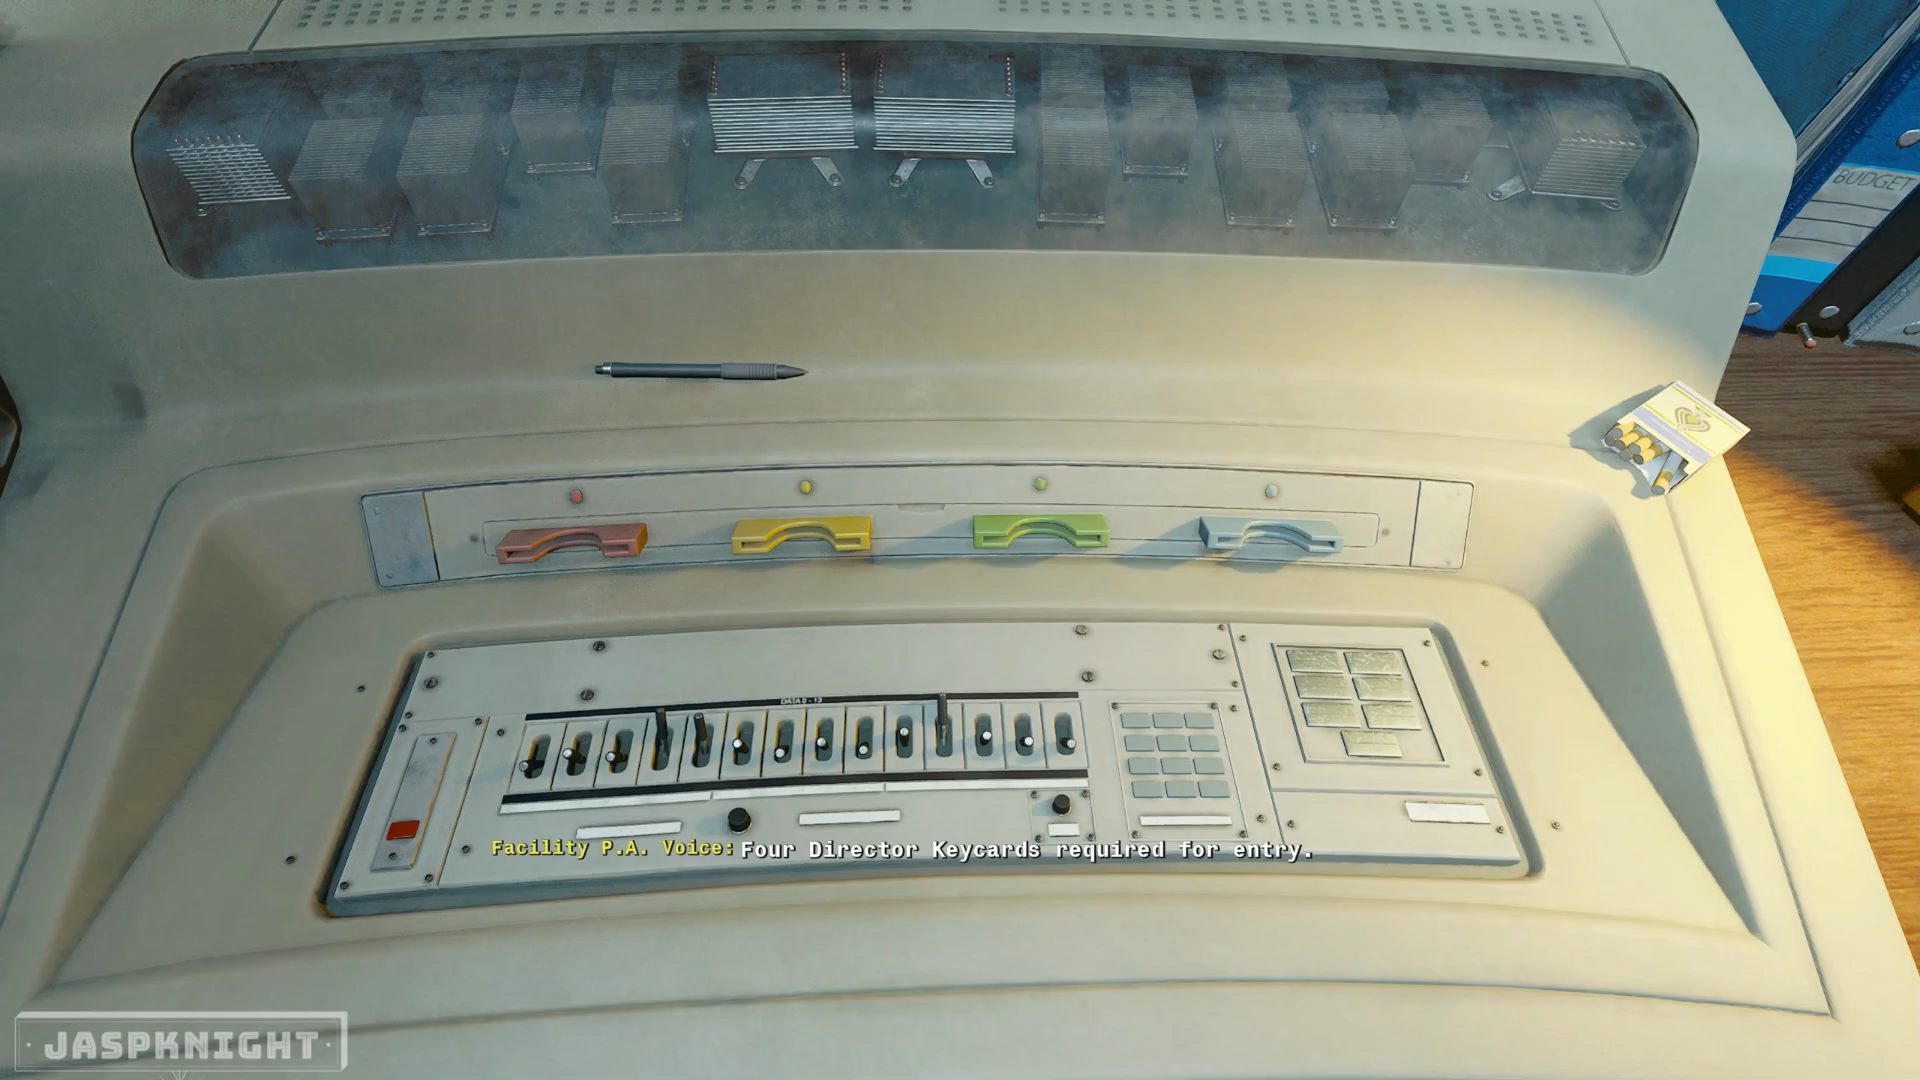 BUDGET
DATA 0 - 13
Facility P.A. Voice: Four Director Keycards required for entry.
JASPKNIGHT